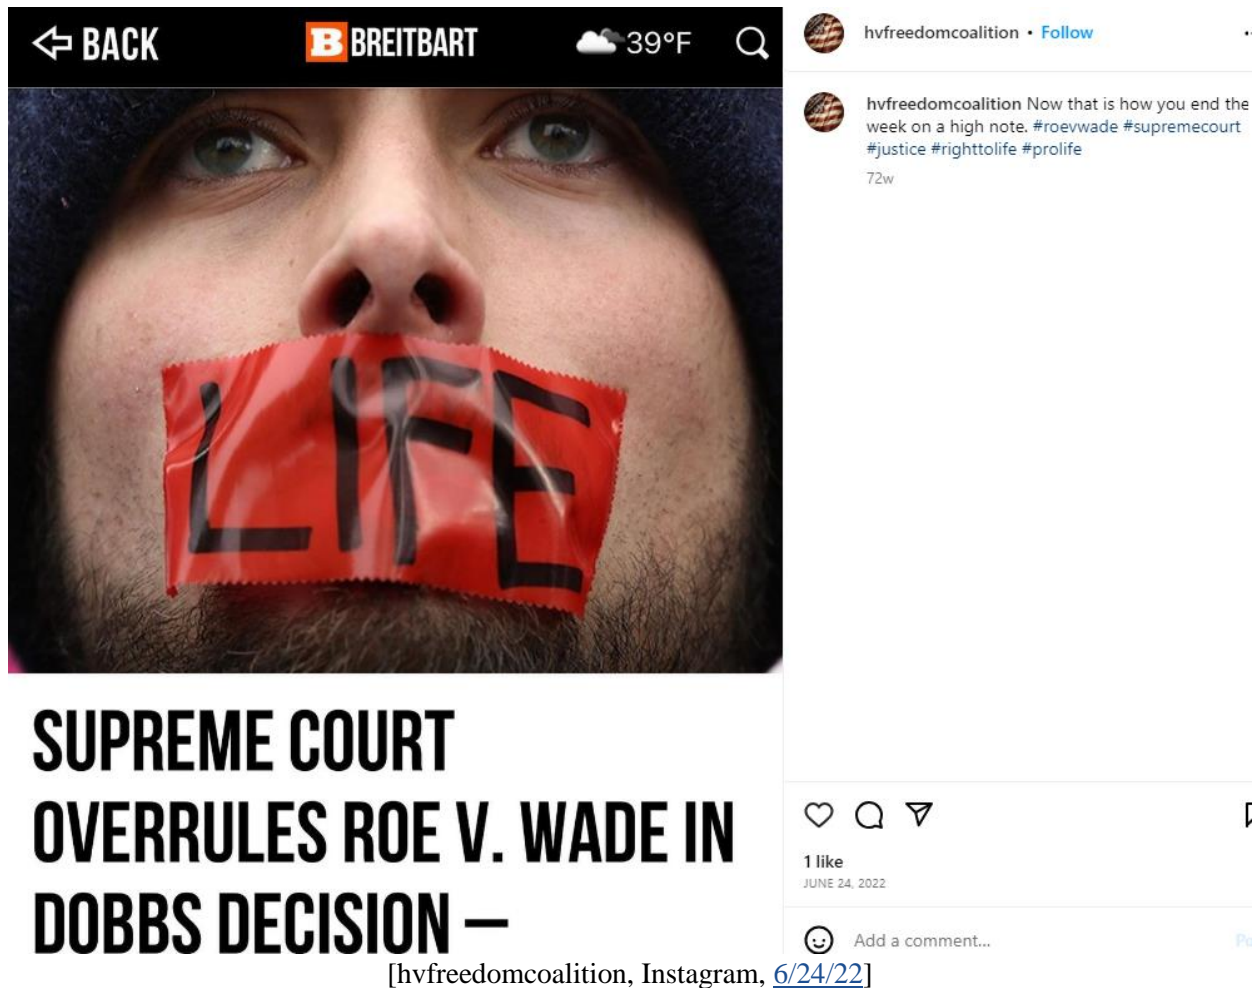 BACK
B BREITBART
39°F
LIFE
SUPREME COURT
OVERRULES ROE V. WADE IN
DOBBS DECISION –
hvfreedomcoalition • Follow
hvfreedomcoalition Now that is how you end the
week on a high note. #roevwade #supremecourt
#justice #righttolife #prolife
72w
1 like
JUNE 24, 2022
Add a comment...
[hvfreedomcoalition, Instagram, 6/24/22]